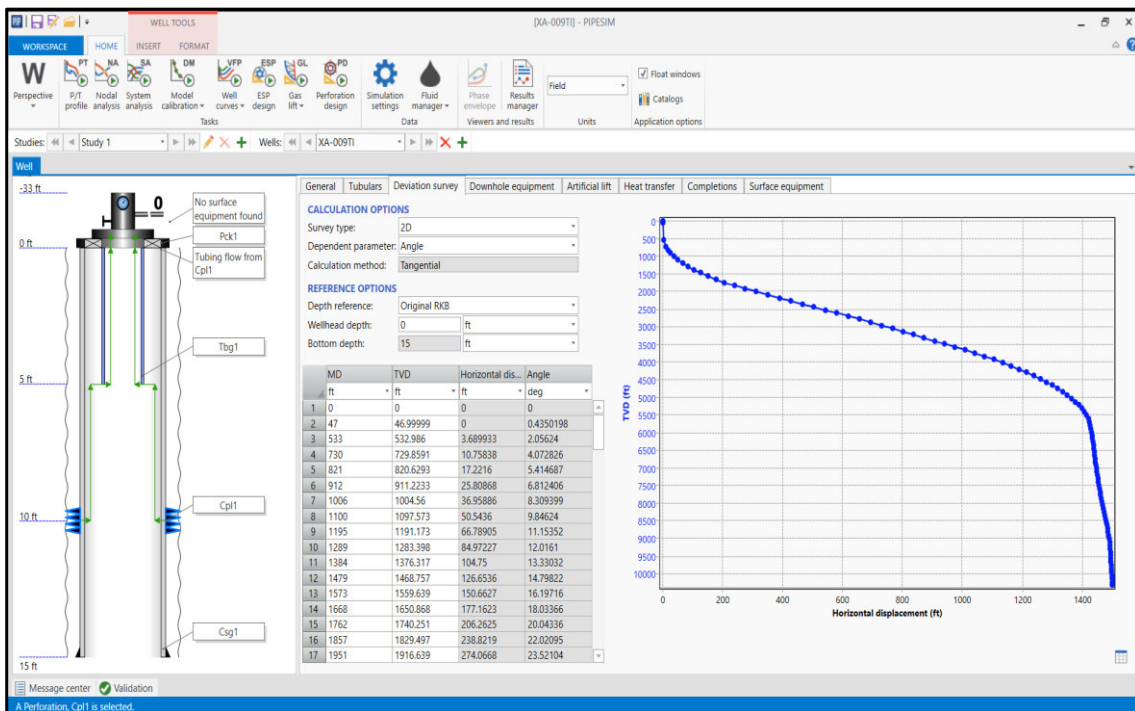 WELL TOOLS
[XA-009TI] - PIPESIM
WORKSPACE HOME INSERT FORMAT
W PT NA SA DM VFP ESP GL PD
Perspective P/T profile Nodal analysis System analysis Model calibration Well curves ESP design Gas lift Perforation design Simulation settings Fluid manager Phase envelope Results manager
Field
Float windows
Catalogs
Tasks Data Viewers and results Units Application options
Studies: Study 1 Wells: XA-009TI
Well
-33 ft
0 ft
5 ft
10 ft
15 ft
0
No surface
equipment found
Pck1
Tubing flow from
Cpl1
Tbg1
Cpl1
Csg1
General Tubulars Deviation survey Downhole equipment Artificial lift Heat transfer Completions Surface equipment
CALCULATION OPTIONS
Survey type: 2D
Dependent parameter: Angle
Calculation method: Tangential
REFERENCE OPTIONS
Depth reference: Original RKB
Wellhead depth: 0 ft
Bottom depth: 15 ft
MD TVD Horizontal dis... Angle
ft ft ft deg
1 0 0 0 0
2 47 46.99999 0 0.4350198
3 533 532.986 3.689933 2.05624
4 730 729.8591 10.75838 4.072826
5 821 820.6293 17.2216 5.414687
6 912 911.2233 25.80868 6.812406
7 1006 1004.56 36.95886 8.309399
8 1100 1097.573 50.5436 9.84624
9 1195 1191.173 66.78905 11.15352
10 1289 1283.398 84.97227 12.0161
11 1384 1376.317 104.75 13.33032
12 1479 1468.757 126.6536 14.79822
13 1573 1559.639 150.6627 16.19716
14 1668 1650.868 177.1623 18.03366
15 1762 1740.251 206.2625 20.04336
16 1857 1829.497 238.8219 22.02095
17 1951 1916.639 274.0668 23.52104
TVD (ft)
0
500
1000
1500
2000
2500
3000
3500
4000
4500
5000
5500
6000
6500
7000
7500
8000
8500
9000
9500
10000
0 200 400 600 800 1000 1200 1400
Horizontal displacement (ft)
Message center Validation
A Perforation, Cpl1 is selected.